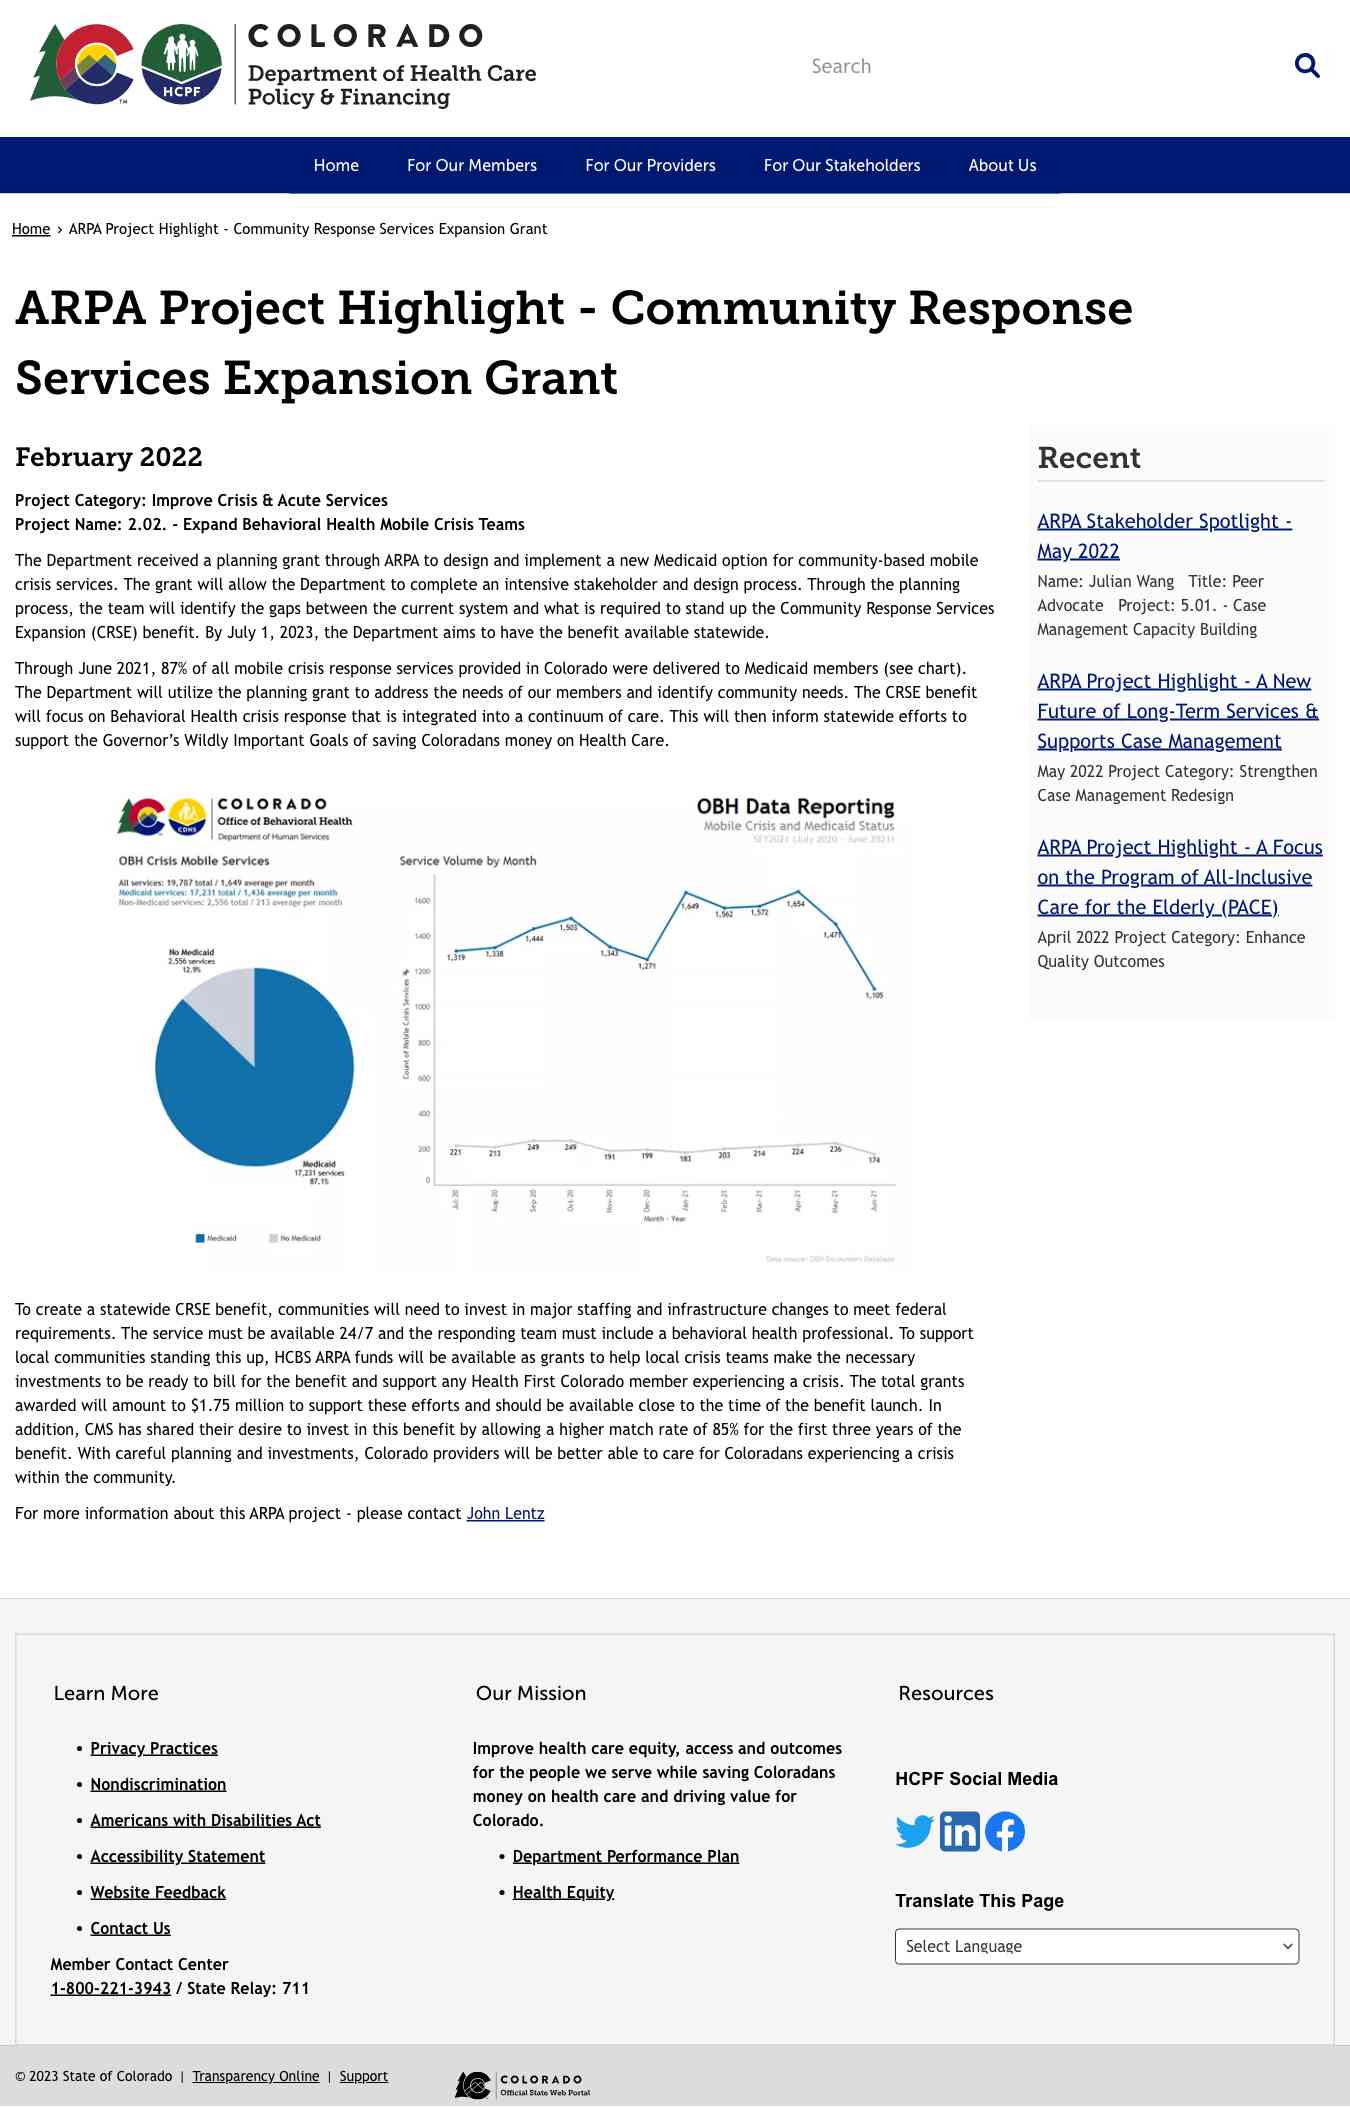 COLORADO
Department of Health Care
Policy & Financing
HCPF
TM
Search
Home For Our Members For Our Providers For Our Stakeholders About Us
Home › ARPA Project Highlight - Community Response Services Expansion Grant
ARPA Project Highlight - Community Response
Services Expansion Grant
February 2022
Project Category: Improve Crisis & Acute Services
Project Name: 2.02. - Expand Behavioral Health Mobile Crisis Teams
The Department received a planning grant through ARPA to design and implement a new Medicaid option for community-based mobile
crisis services. The grant will allow the Department to complete an intensive stakeholder and design process. Through the planning
process, the team will identify the gaps between the current system and what is required to stand up the Community Response Services
Expansion (CRSE) benefit. By July 1, 2023, the Department aims to have the benefit available statewide.
Through June 2021, 87% of all mobile crisis response services provided in Colorado were delivered to Medicaid members (see chart).
The Department will utilize the planning grant to address the needs of our members and identify community needs. The CRSE benefit
will focus on Behavioral Health crisis response that is integrated into a continuum of care. This will then inform statewide efforts to
support the Governor’s Wildly Important Goals of saving Coloradans money on Health Care.
COLORADO
Office of Behavioral Health
Department of Human Services
CDHS
OBH Data Reporting
Mobile Crisis and Medicaid Status
SFY2021 (July 2020 - June 2021)
OBH Crisis Mobile Services
All services: 19,787 total / 1,649 average per month
Medicaid services: 17,231 total / 1,436 average per month
Non-Medicaid services: 2,556 total / 213 average per month
No Medicaid
2,556 services
12.9%
Medicaid
17,231 services
87.1%
Medicaid No Medicaid
Service Volume by Month
Count of Mobile Crisis Services
1600
1400
1200
1000
800
600
400
200
0
1,319 1,338 1,444 1,503 1,343 1,271 1,649 1,562 1,572 1,654 1,471 1,105
221 213 249 249 191 199 183 203 214 224 236 174
Jul-20 Aug-20 Sep-20 Oct-20 Nov-20 Dec-20 Jan-21 Feb-21 Mar-21 Apr-21 May-21 Jun-21
Month - Year
Data source: OBH Encounters Database
To create a statewide CRSE benefit, communities will need to invest in major staffing and infrastructure changes to meet federal
requirements. The service must be available 24/7 and the responding team must include a behavioral health professional. To support
local communities standing this up, HCBS ARPA funds will be available as grants to help local crisis teams make the necessary
investments to be ready to bill for the benefit and support any Health First Colorado member experiencing a crisis. The total grants
awarded will amount to $1.75 million to support these efforts and should be available close to the time of the benefit launch. In
addition, CMS has shared their desire to invest in this benefit by allowing a higher match rate of 85% for the first three years of the
benefit. With careful planning and investments, Colorado providers will be better able to care for Coloradans experiencing a crisis
within the community.
For more information about this ARPA project - please contact John Lentz
Recent
ARPA Stakeholder Spotlight -
May 2022
Name: Julian Wang Title: Peer
Advocate Project: 5.01. - Case
Management Capacity Building
ARPA Project Highlight - A New
Future of Long-Term Services &
Supports Case Management
May 2022 Project Category: Strengthen
Case Management Redesign
ARPA Project Highlight - A Focus
on the Program of All-Inclusive
Care for the Elderly (PACE)
April 2022 Project Category: Enhance
Quality Outcomes
Learn More
• Privacy Practices
• Nondiscrimination
• Americans with Disabilities Act
• Accessibility Statement
• Website Feedback
• Contact Us
Member Contact Center
1-800-221-3943 / State Relay: 711
Our Mission
Improve health care equity, access and outcomes
for the people we serve while saving Coloradans
money on health care and driving value for
Colorado.
• Department Performance Plan
• Health Equity
Resources
HCPF Social Media
Translate This Page
Select Language
© 2023 State of Colorado | Transparency Online | Support
COLORADO
Official State Web Portal